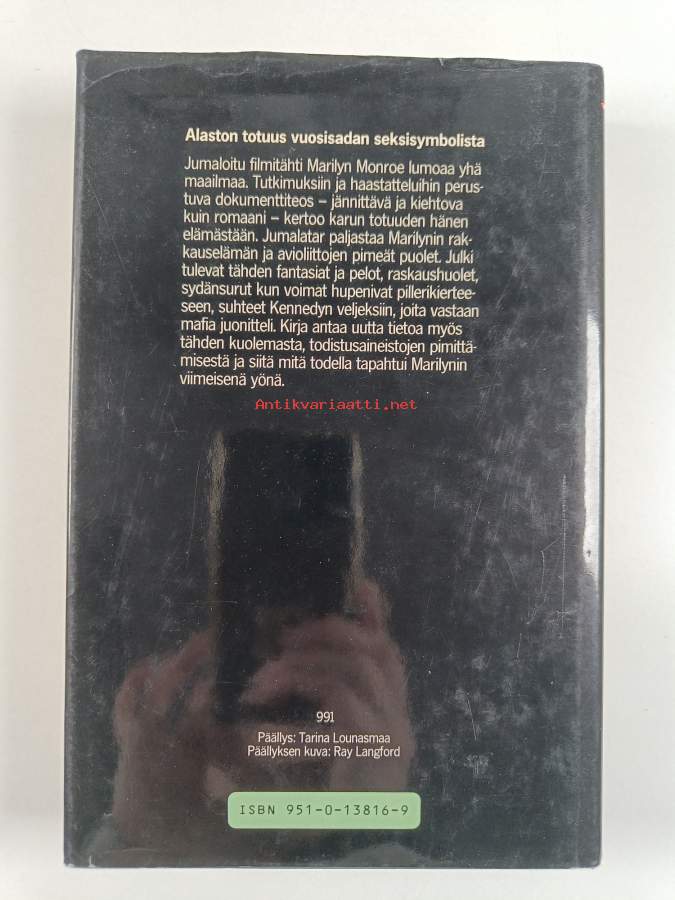 Alaston totuus vuosisadan seksisymbolista
Jumaloitu filmitähti Marilyn Monroe lumoaa yhä
maailmaa. Tutkimuksiin ja haastatteluihin perus-
tuva dokumenttiteos – jännittävä ja kiehtova
kuin romaani – kertoo karun totuuden hänen
elämästään. Jumalatar paljastaa Marilynin rak-
kauselämän ja avioliittojen pimeät puolet. Julki
tulevat tähden fantasiat ja pelot, raskaushuolet,
sydänsurut kun voimat hupenivat pillerikiertee-
seen, suhteet Kennedyn veljeksiin, joita vastaan
mafia juonitteli. Kirja antaa uutta tietoa myös
tähden kuolemasta, todistusaineistojen pimittä-
misestä ja siitä mitä todella tapahtui Marilynin
viimeisenä yönä.
Antikvariaatti.net
991
Päällys: Tarina Lounasmaa
Päällyksen kuva: Ray Langford
ISBN 951-0-13816-9